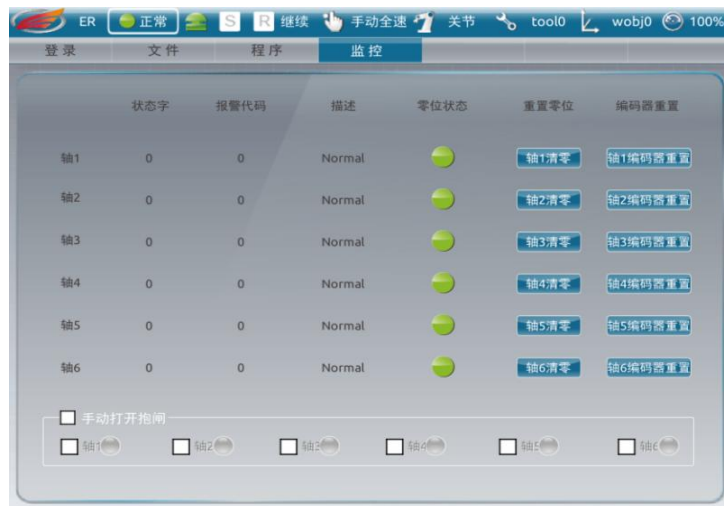 ER 正常 S R 继续 手动全速 关节 tool0 wobj0 100%
登录 文件 程序 监控
状态字 报警代码 描述 零位状态 重置零位 编码器重置
轴1 0 0 Normal 轴1清零 轴1编码器重置
轴2 0 0 Normal 轴2清零 轴2编码器重置
轴3 0 0 Normal 轴3清零 轴3编码器重置
轴4 0 0 Normal 轴4清零 轴4编码器重置
轴5 0 0 Normal 轴5清零 轴5编码器重置
轴6 0 0 Normal 轴6清零 轴6编码器重置
手动打开抱闸
轴1 轴2 轴3 轴4 轴5 轴6